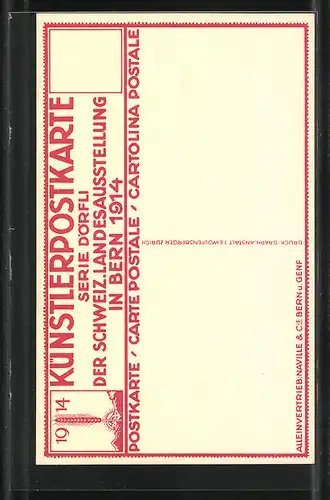 19 14
KÜNSTLERPOSTKARTE
SERIE DÖRFLI
DER SCHWEIZ. LANDESAUSSTELLUNG
IN BERN 1914
POSTKARTE / CARTE POSTALE / CARTOLINA POSTALE
DRUCK: GRAPH. ANSTALT J.E. WOLFENSBERGER, ZÜRICH
ALLEINVERTRIEB: NAVILLE & Cie BERN u. GENF